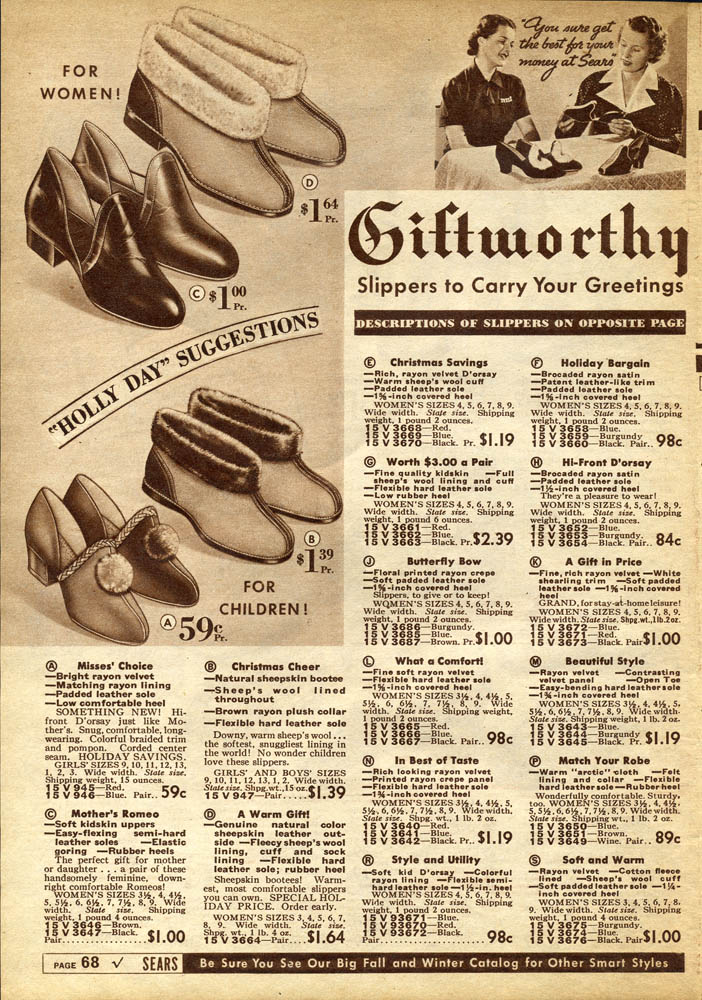 FOR
WOMEN!
"You sure get
the best for your
money at Sears"
D
$1 64
Pr.
C $1 00
Pr.
Giftworthy
Slippers to Carry Your Greetings
DESCRIPTIONS OF SLIPPERS ON OPPOSITE PAGE
"HOLLY DAY" SUGGESTIONS
B
$1 39
Pr.
FOR
CHILDREN!
A 59c
Pr.
A Misses' Choice
—Bright rayon velvet
—Matching rayon lining
—Padded leather sole
—Low comfortable heel
SOMETHING NEW! Hi-
front D'orsay just like Mo-
ther's. Snug, comfortable, long-
wearing. Colorful braided trim
and pompon. Corded center
seam. HOLIDAY SAVINGS.
GIRLS' SIZES 9, 10, 11, 12, 13,
1, 2, 3. Wide width. State size.
Shipping weight, 15 ounces.
15 V 945—Red.
15 V 946—Blue. Pair.. 59c
C Mother's Romeo
—Soft kidskin uppers
—Easy-flexing semi-hard
leather soles —Elastic
goring —Rubber heels
The perfect gift for mother
or daughter . . . a pair of these
handsomely feminine, down-
right comfortable Romeos!
WOMEN'S SIZES 3½, 4, 4½,
5, 5½, 6, 6½, 7, 7½, 8, 9. Wide
width. State size. Shipping
weight, 1 pound 4 ounces.
15 V 3646—Brown.
15 V 3647—Black.
Pair.............. $1.00
B Christmas Cheer
—Natural sheepskin bootee
—Sheep's wool lined
throughout
—Brown rayon plush collar
—Flexible hard leather sole
Downy, warm sheep's wool ...
the softest, snuggliest lining in
the world! No wonder children
love these slippers.
GIRLS' AND BOYS' SIZES
9, 10, 11, 12, 13, 1, 2. Wide width.
State size. Shpg. wt., 15 oz.
15 V 947—Pair..... $1.39
D A Warm Gift!
—Genuine natural color
sheepskin leather out-
side —Fleecy sheep's wool
lining, cuff and sock
lining —Flexible hard
leather sole; rubber heel
Sheepskin bootees! Warm-
est, most comfortable slippers
you can own. SPECIAL HOL-
IDAY PRICE. Order early.
WOMEN'S SIZES 3, 4, 5, 6, 7,
8, 9. Wide width. State size.
Shpg. wt., 1 lb. 4 oz.
15 V 3664—Pair.... $1.64
E Christmas Savings
—Rich, rayon velvet D'orsay
—Warm sheep's wool cuff
—Padded leather sole
—1⅝-inch covered heel
WOMEN'S SIZES 4, 5, 6, 7, 8, 9.
Wide width. State size. Shipping
weight, 1 pound 2 ounces.
15 V 3668—Red.
15 V 3669—Blue.
15 V 3670—Black. Pr. $1.19
G Worth $3.00 a Pair
—Fine quality kidskin —Full
sheep's wool lining and cuff
—Flexible hard leather sole
—Low rubber heel
WOMEN'S SIZES 4, 5, 6, 7, 8, 9.
Wide width. State size. Shipping
weight, 1 pound 6 ounces.
15 V 3661—Red.
15 V 3662—Blue.
15 V 3663—Black. Pr. $2.39
J Butterfly Bow
—Floral printed rayon crepe
—Soft padded leather sole
—1⅝-inch covered heel
Slippers, to give or to keep!
WOMEN'S SIZES 4, 5, 6, 7, 8, 9.
Wide width. State size. Shipping
weight, 1 pound 2 ounces.
15 V 3686—Burgundy.
15 V 3685—Blue.
15 V 3687—Brown. Pr. $1.00
L What a Comfort!
—Fine soft rayon velvet
—Flexible hard leather sole
—1⅝-inch covered heel
WOMEN'S SIZES 3½, 4, 4½, 5,
5½, 6, 6½, 7, 7½, 8, 9. Wide
width. State size. Shipping weight,
1 pound 2 ounces.
15 V 3665—Red.
15 V 3666—Blue.
15 V 3667—Black. Pair.. 98c
N In Best of Taste
—Rich looking rayon velvet
—Printed rayon crepe panel
—Flexible hard leather sole
—1¾-inch covered heel
WOMEN'S SIZES 3½, 4, 4½, 5,
5½, 6, 6½, 7, 7½, 8, 9. Wide width.
State size. Shpg. wt., 1 lb. 2 oz.
15 V 3640—Red.
15 V 3641—Blue.
15 V 3642—Black. Pr.. $1.19
R Style and Utility
—Soft kid D'orsay —Colorful
rayon lining —Flexible semi-
hard leather sole —1½-in. heel
WOMEN'S SIZES 4, 5, 6, 7, 8, 9.
Wide width. State size. Shipping
weight, 1 pound 2 ounces.
15 V 93671—Blue.
15 V 93670—Red.
15 V 93672—Black.
Pair................ 98c
F Holiday Bargain
—Brocaded rayon satin
—Patent leather-like trim
—Padded leather sole
—1⅝-inch covered heel
WOMEN'S SIZES 4, 5, 6, 7, 8, 9.
Wide width. State size. Shipping
weight, 1 pound 2 ounces.
15 V 3658—Blue.
15 V 3659—Burgundy
15 V 3660—Black. Pair.. 98c
H Hi-Front D'orsay
—Brocaded rayon satin
—Padded leather sole
—1½-inch covered heel
They're a pleasure to wear!
WOMEN'S SIZES 4, 5, 6, 7, 8, 9.
Wide width. State size. Shipping
weight, 1 pound 2 ounces.
15 V 3652—Blue.
15 V 3653—Burgundy.
15 V 3654—Black. Pair. 84c
K A Gift in Price
—Fine, rich rayon velvet —White
shearling trim —Soft padded
leather sole —1⅝-inch covered
heel
GRAND, for stay-at-home leisure!
WOMEN'S SIZES 4, 5, 6, 7, 8, 9.
Wide width. State size. Shpg. wt., 1 lb. 2 oz.
15 V 3672—Blue.
15 V 3671—Red.
15 V 3673—Black. Pair $1.00
M Beautiful Style
—Rayon velvet —Contrasting
velvet panel —Open Toe
—Easy-bending hard leather sole
—1¾-inch covered heel
WOMEN'S SIZES 3½, 4, 4½, 5,
5½, 6, 6½, 7, 7½, 8, 9. Wide width.
State size. Shipping weight, 1 lb. 2 oz.
15 V 3643—Blue.
15 V 3644—Burgundy
15 V 3645—Black. Pr. $1.19
P Match Your Robe
—Warm "arctic" cloth —Felt
lining and collar —Flexible
hard leather sole —Rubber heel
Wonderfully comfortable. Sturdy,
too. WOMEN'S SIZES 3½, 4, 4½,
5, 5½, 6, 6½, 7, 7½, 8, 9. Wide width.
State size. Shipping wt., 1 lb. 2 oz.
15 V 3650—Blue.
15 V 3651—Brown.
15 V 3649—Wine. Pair.. 89c
S Soft and Warm
—Rayon velvet —Cotton fleece
lined —Sheep's wool cuff
—Soft padded leather sole —1¼-
inch covered heel
WOMEN'S SIZES 3, 4, 5, 6, 7, 8,
9. Wide width. State size. Shipping
weight, 1 pound 4 ounces.
15 V 3675—Burgundy.
15 V 3674—Blue.
15 V 3676—Black. Pair $1.00
PAGE 68 √ SEARS Be Sure You See Our Big Fall and Winter Catalog for Other Smart Styles